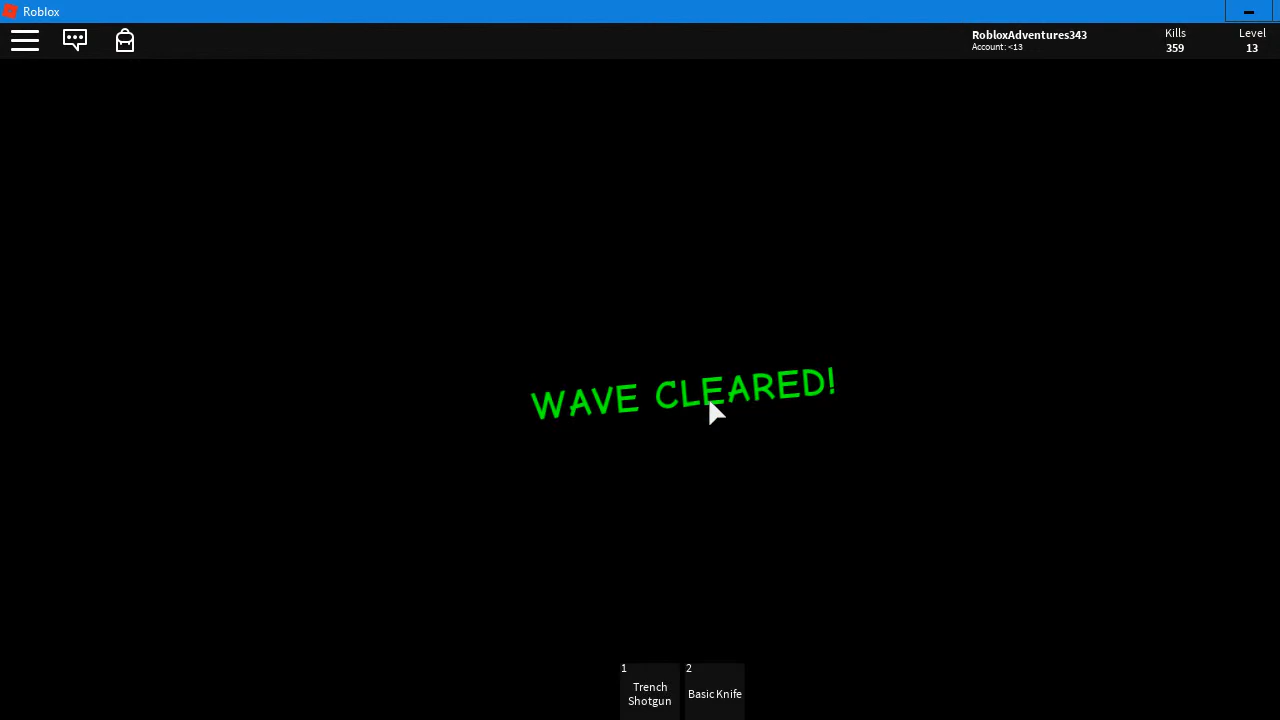 Roblox
RobloxAdventures343
Account: <13
Kills
359
Level
13
WAVE CLEARED!
1
Trench
Shotgun
2
Basic Knife